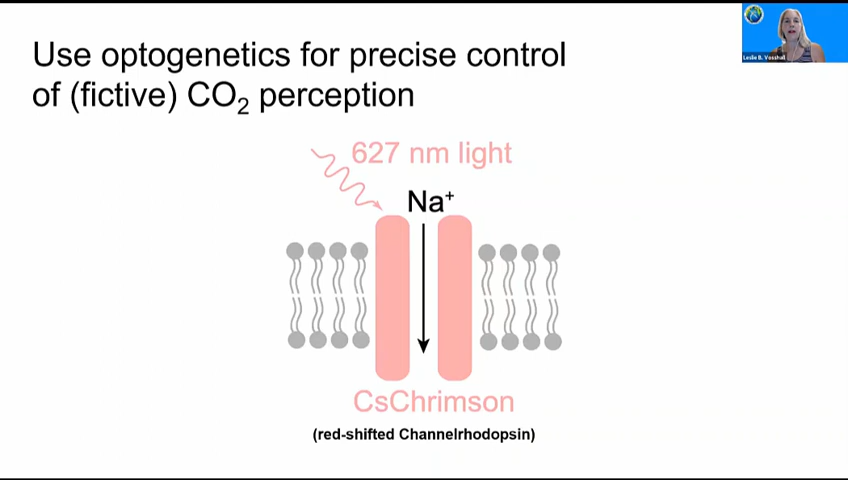 Use optogenetics for precise control
of (fictive) CO₂ perception
627 nm light
Na⁺
CsChrimson
(red-shifted Channelrhodopsin)
Leslie B. Vosshall